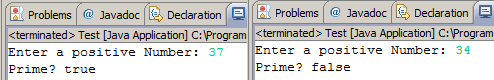 Problems @ Javadoc Declaration
<terminated> Test [Java Application] C:\Program
Enter a positive Number: 37
Prime? true
Problems @ Javadoc Declaration
<terminated> Test [Java Application] C:\Program
Enter a positive Number: 34
Prime? false